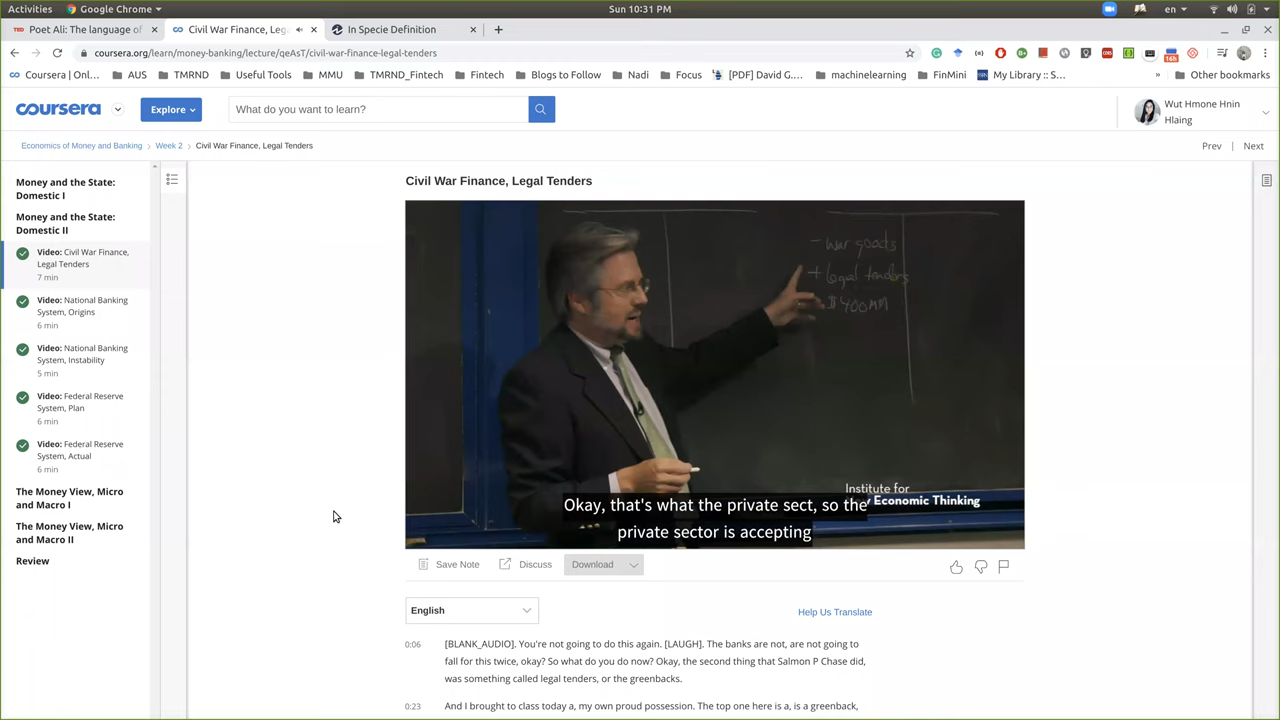 Activities
Google Chrome
Sun 10:31 PM
en
Poet Ali: The language of
Civil War Finance, Leg
In Specie Definition
coursera.org/learn/money-banking/lecture/qeAsT/civil-war-finance-legal-tenders
16h
Coursera | Onl…
AUS
TMRND
Useful Tools
MMU
TMRND_Fintech
Fintech
Blogs to Follow
Nadi
Focus
[PDF] David G.…
machinelearning
FinMini
My Library :: S…
»
Other bookmarks
coursera
Explore
What do you want to learn?
Wut Hmone Hnin
Hlaing
Economics of Money and Banking > Week 2 > Civil War Finance, Legal Tenders
Prev | Next
Money and the State:
Domestic I
Money and the State:
Domestic II
Video: Civil War Finance,
Legal Tenders
7 min
Video: National Banking
System, Origins
6 min
Video: National Banking
System, Instability
5 min
Video: Federal Reserve
System, Plan
6 min
Video: Federal Reserve
System, Actual
6 min
The Money View, Micro
and Macro I
The Money View, Micro
and Macro II
Review
Civil War Finance, Legal Tenders
- war goods
+ legal tenders
$400MM
Institute for
Economic Thinking
Okay, that's what the private sect, so the
private sector is accepting
Save Note
Discuss
Download
English
Help Us Translate
0:06
[BLANK_AUDIO]. You're not going to do this again. [LAUGH]. The banks are not, are not going to
fall for this twice, okay? So what do you do now? Okay, the second thing that Salmon P Chase did,
was something called legal tenders, or the greenbacks.
0:23
And I brought to class today a, my own proud possession. The top one here is a, is a greenback,